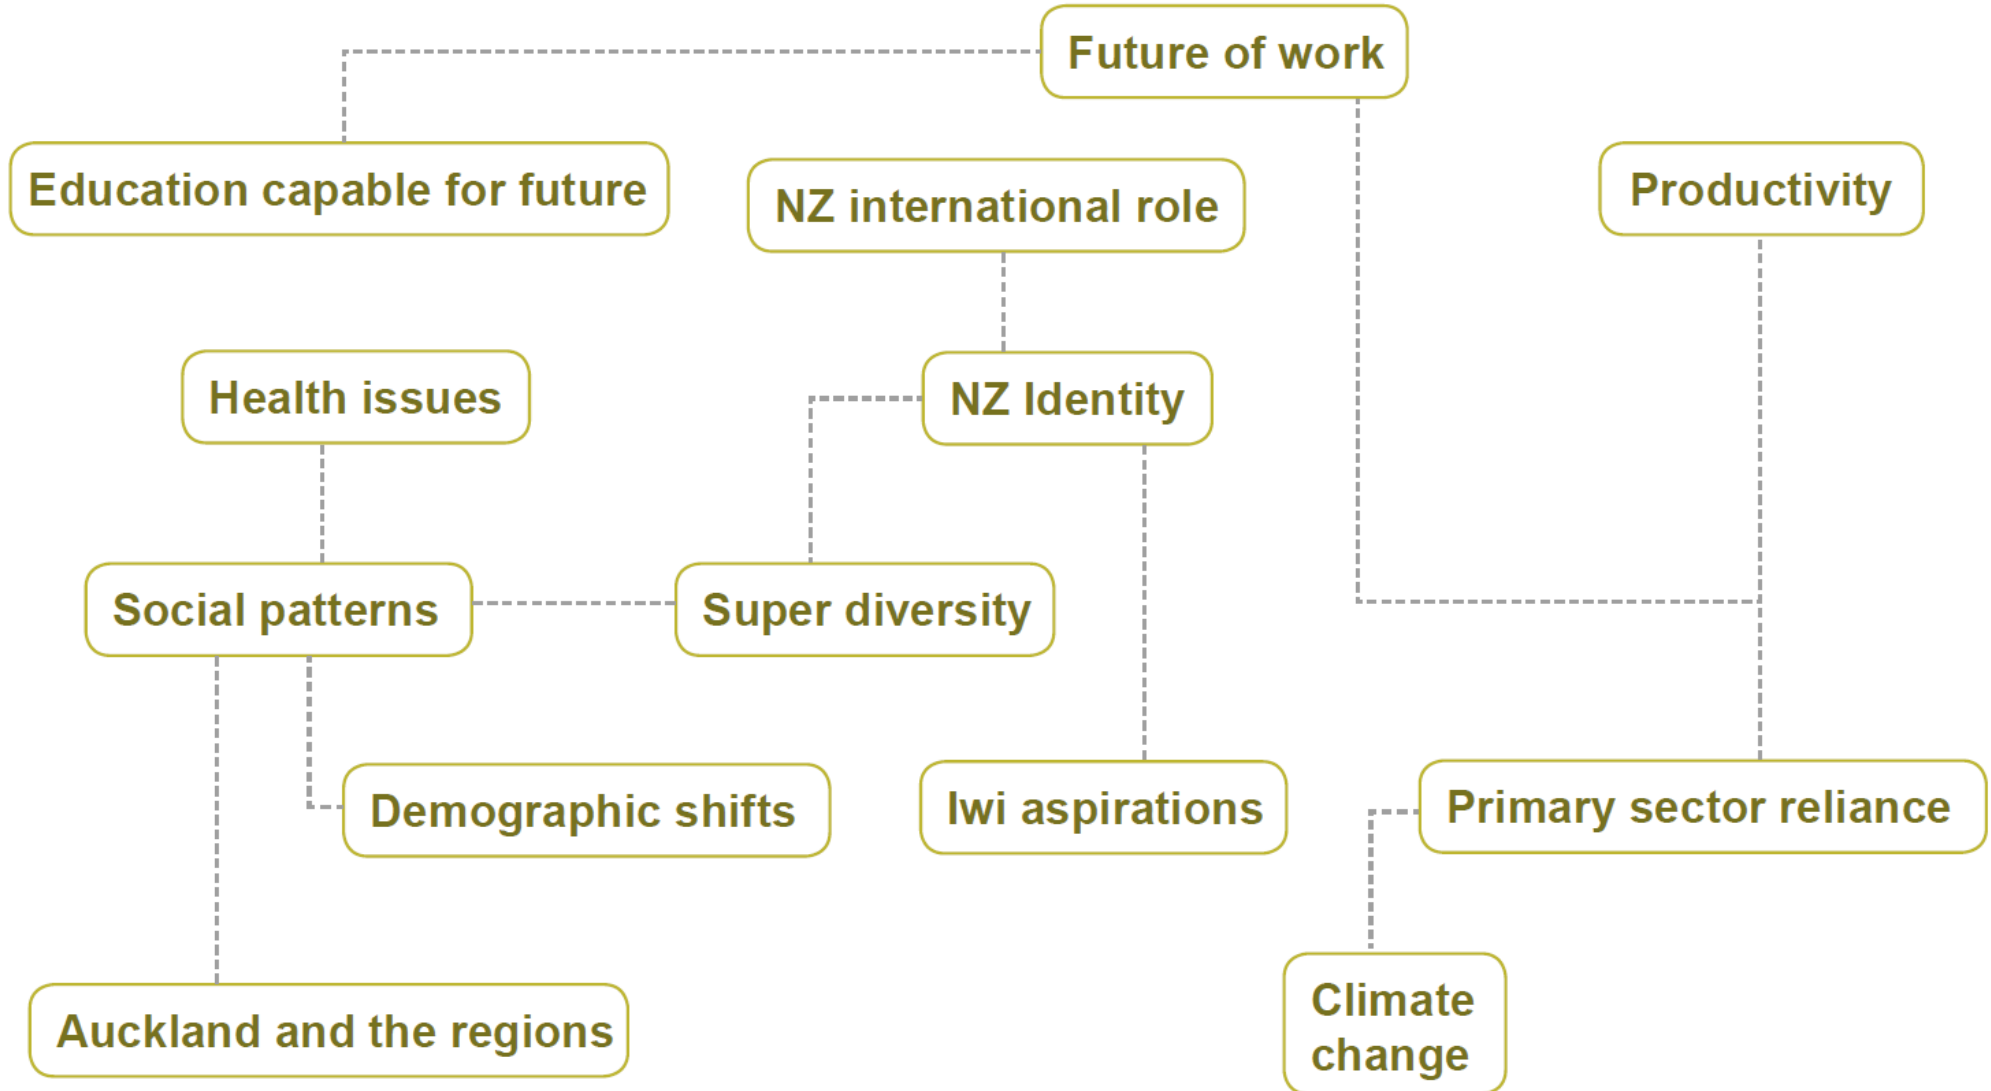 Future of work
Education capable for future
NZ international role
Productivity
Health issues
NZ Identity
Social patterns
Super diversity
Demographic shifts
Iwi aspirations
Primary sector reliance
Auckland and the regions
Climate
change